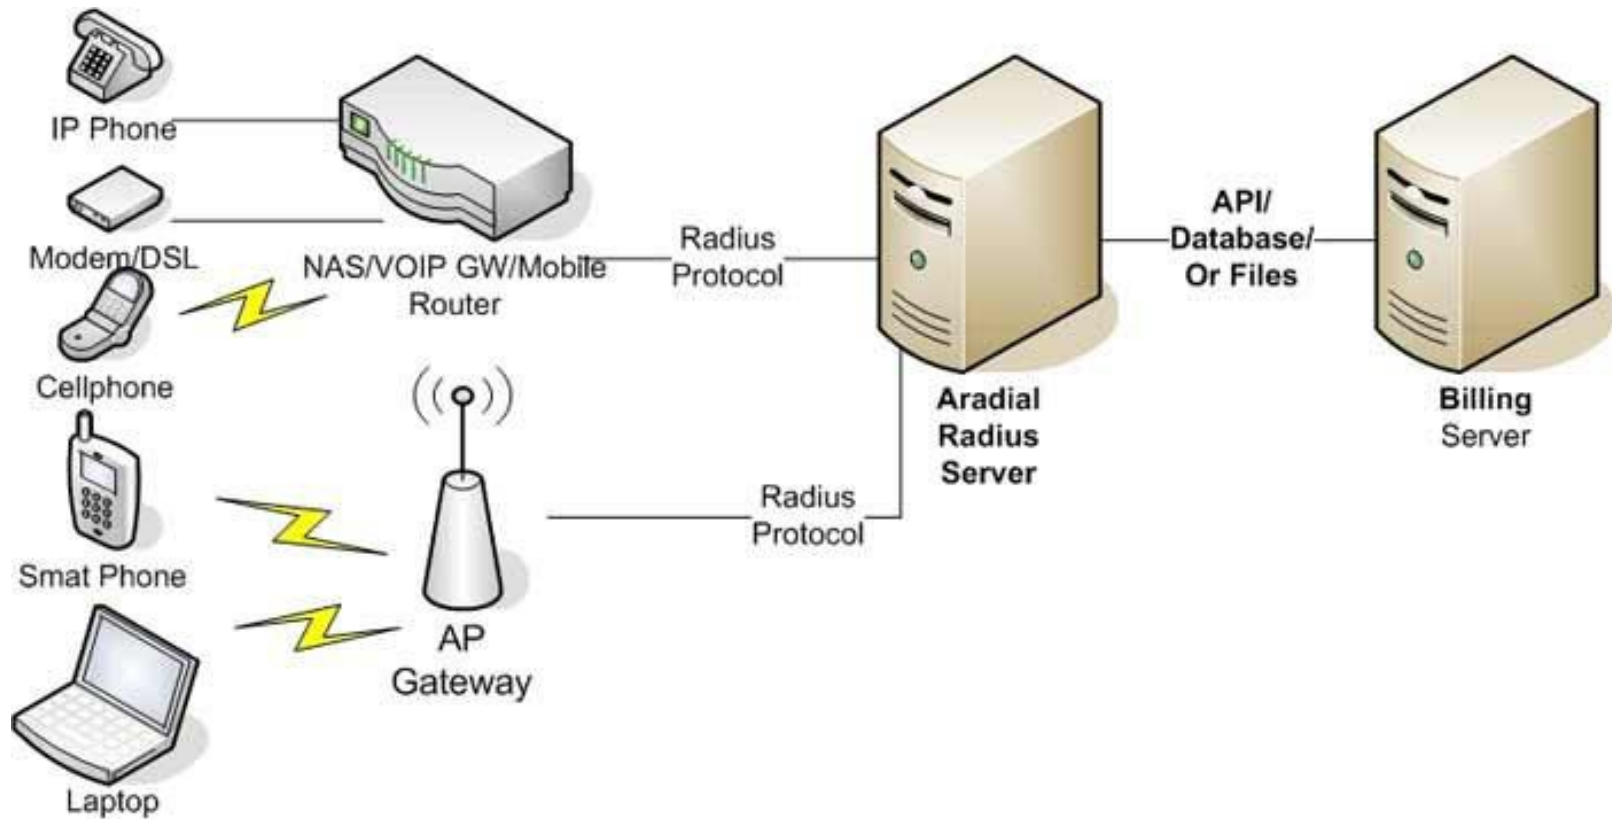 IP Phone
Modem/DSL
Cellphone
Smat Phone
Laptop
NAS/VOIP GW/Mobile
Router
AP
Gateway
Radius
Protocol
Radius
Protocol
Aradial
Radius
Server
API/
Database/
Or Files
Billing
Server